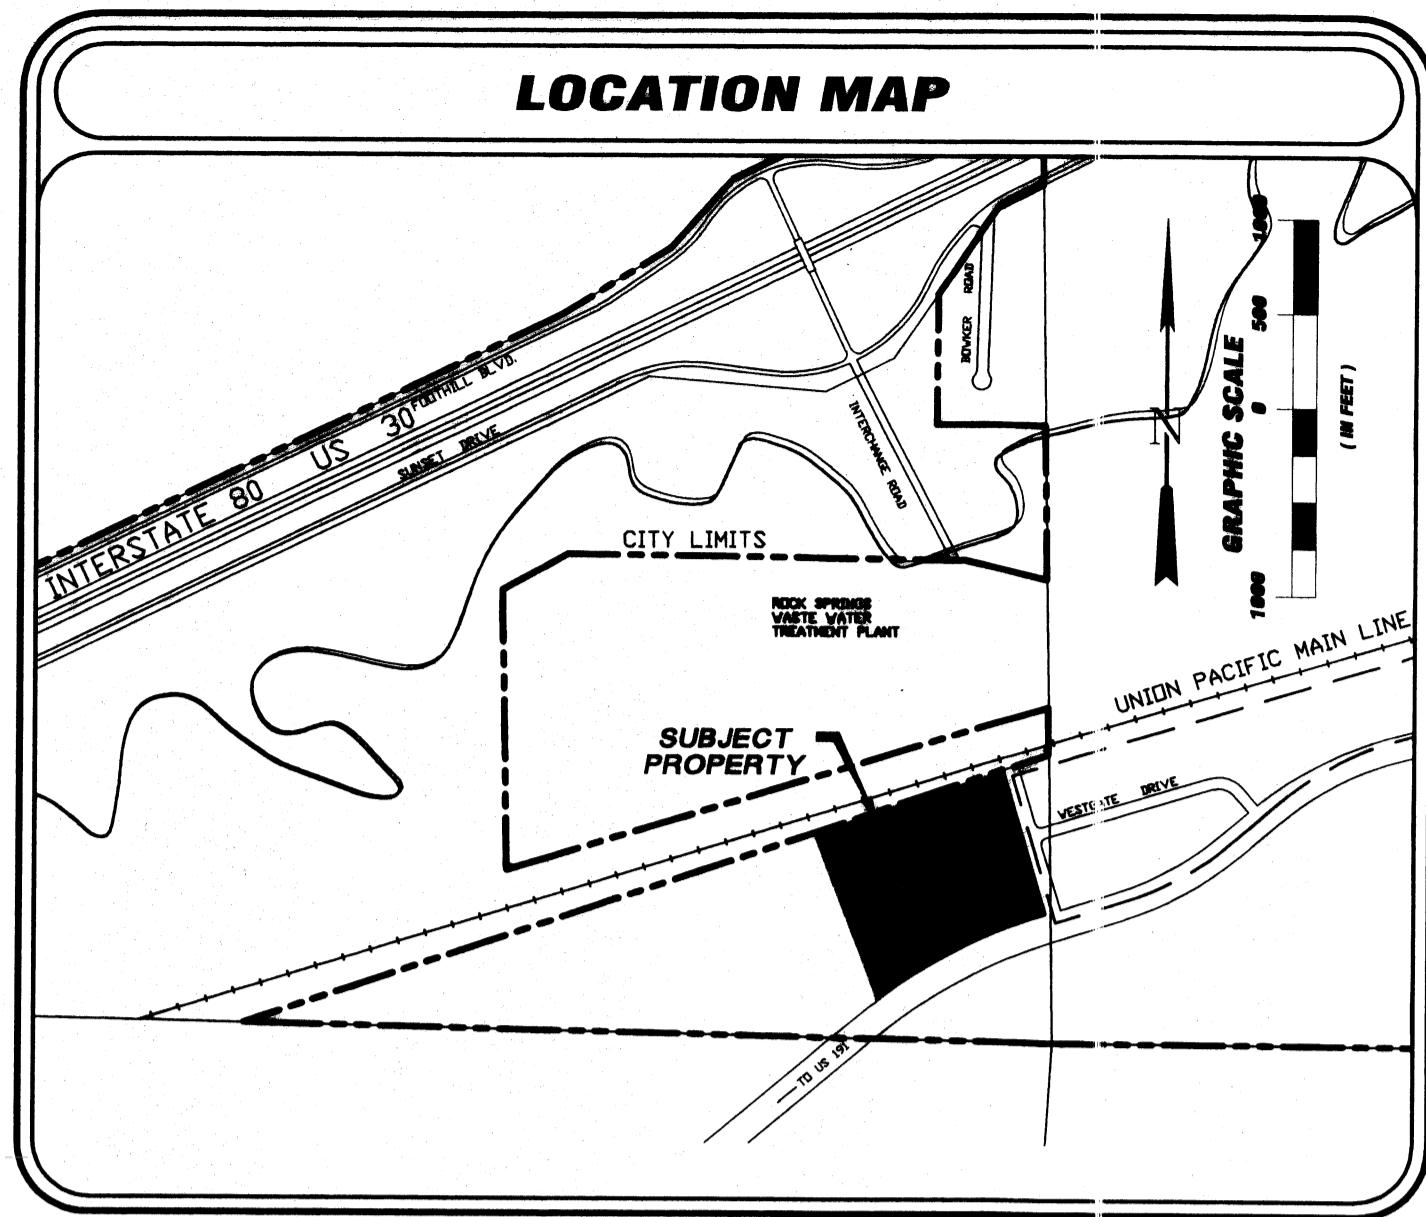 LOCATION MAP
BOWKER ROAD
FOOTHILL BLVD.
INTERSTATE 80 US 30
SUNSET DRIVE
INTERCHANGE ROAD
1000
500
0
1000
GRAPHIC SCALE
( IN FEET )
N
CITY LIMITS
ROCK SPRINGS
WASTE WATER
TREATMENT PLANT
UNION PACIFIC MAIN LINE
SUBJECT
PROPERTY
WESTGATE DRIVE
TO US 191